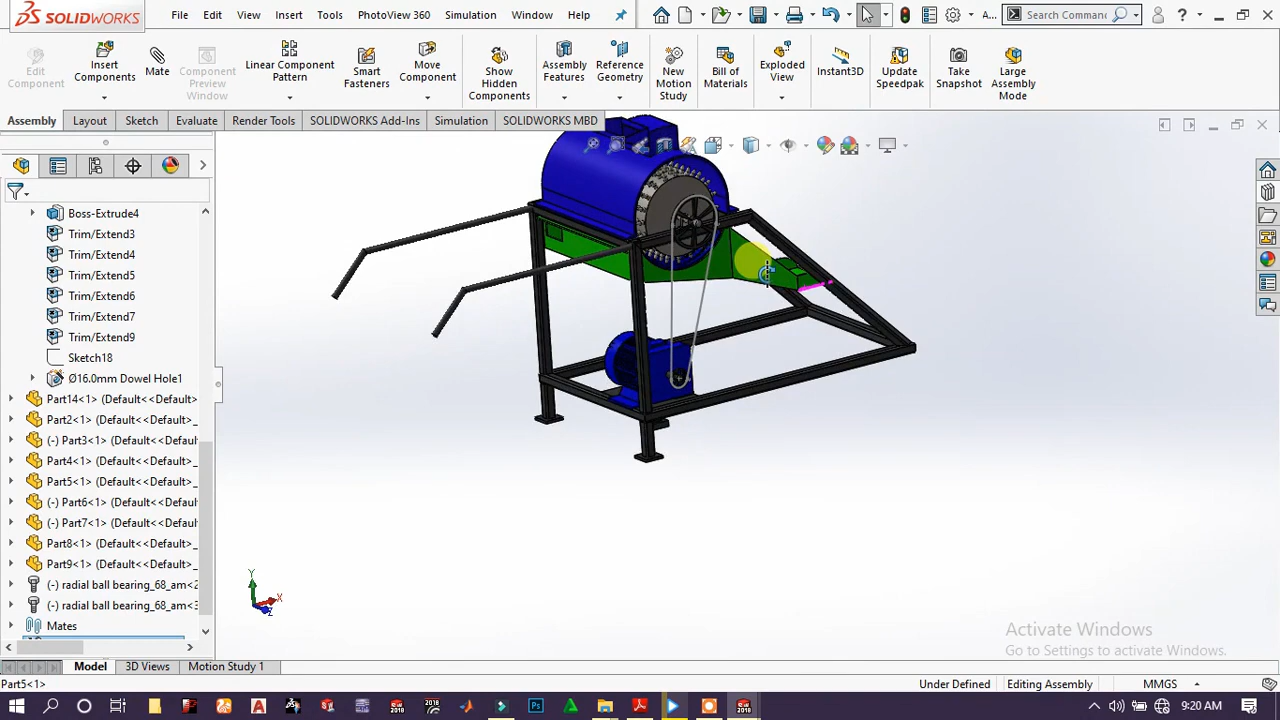 SOLIDWORKS File Edit View Insert Tools PhotoView 360 Simulation Window Help A... Search Commanc
Edit Component
Insert Components
Mate
Component Preview Window
Linear Component Pattern
Smart Fasteners
Move Component
Show Hidden Components
Assembly Features
Reference Geometry
New Motion Study
Bill of Materials
Exploded View
Instant3D
Update Speedpak
Take Snapshot
Large Assembly Mode
Assembly Layout Sketch Evaluate Render Tools SOLIDWORKS Add-Ins Simulation SOLIDWORKS MBD
Boss-Extrude4
Trim/Extend3
Trim/Extend4
Trim/Extend5
Trim/Extend6
Trim/Extend7
Trim/Extend9
Sketch18
Ø16.0mm Dowel Hole1
Part14<1> (Default<<Default>_
Part2<1> (Default<<Default>_
(-) Part3<1> (Default<<Default>
Part4<1> (Default<<Default>_
Part5<1> (Default<<Default>_
(-) Part6<1> (Default<<Default>
(-) Part7<1> (Default<<Default>
Part8<1> (Default<<Default>_
Part9<1> (Default<<Default>_
(-) radial ball bearing_68_am<2
(-) radial ball bearing_68_am<3
Mates
Y
X
Z
Activate Windows
Go to Settings to activate Windows.
Model 3D Views Motion Study 1
Part5<1> Under Defined Editing Assembly MMGS
9:20 AM